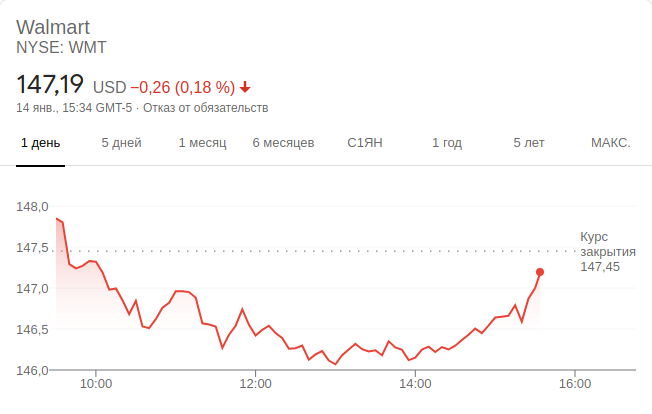 Walmart
NYSE: WMT
147,19 USD −0,26 (0,18 %)
14 янв., 15:34 GMT-5 · Отказ от обязательств
1 день 5 дней 1 месяц 6 месяцев С1ЯН 1 год 5 лет МАКС.
148,0
147,5
147,0
146,5
146,0
Курс
закрытия
147,45
10:00 12:00 14:00 16:00